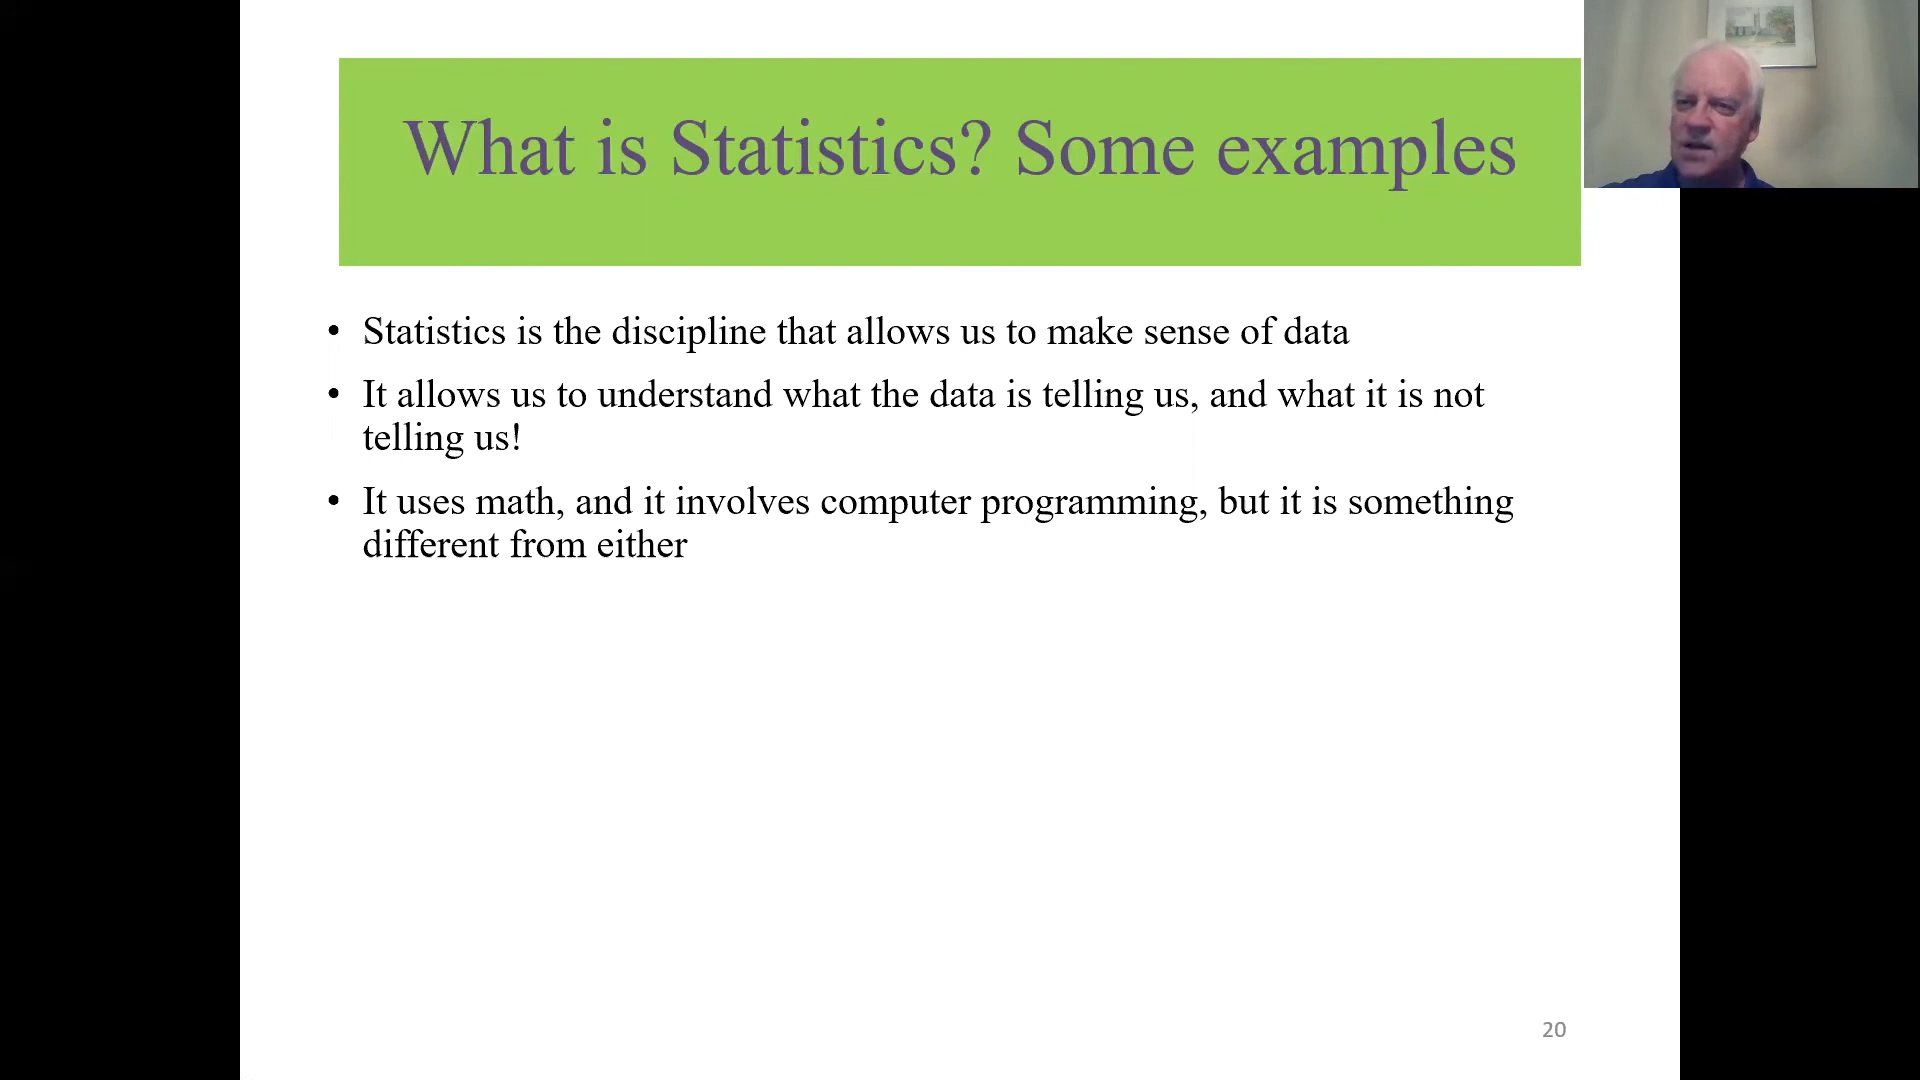 What is Statistics? Some examples
• Statistics is the discipline that allows us to make sense of data
• It allows us to understand what the data is telling us, and what it is not
telling us!
• It uses math, and it involves computer programming, but it is something
different from either
20